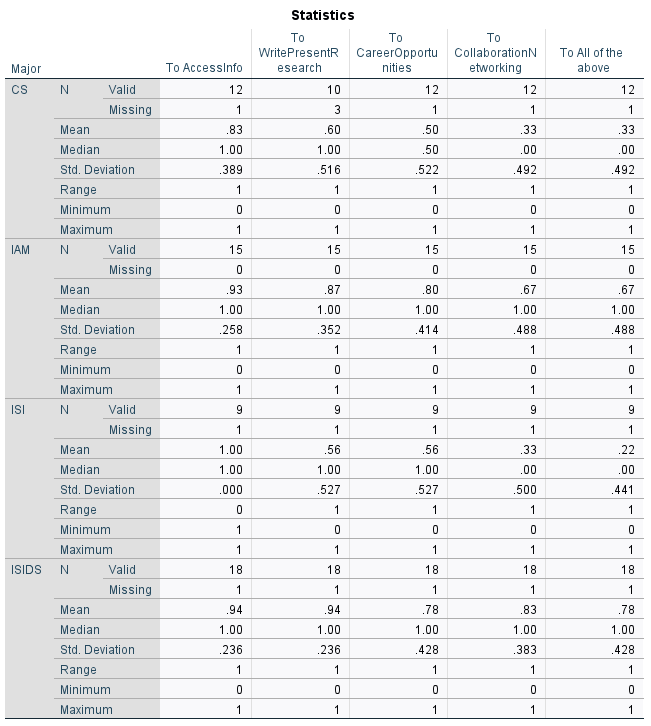 Statistics
Major To AccessInfo To WritePresentR esearch To CareerOpportu nities To CollaborationN etworking To All of the above
CS N Valid 12 10 12 12 12
Missing 1 3 1 1 1
Mean .83 .60 .50 .33 .33
Median 1.00 1.00 .50 .00 .00
Std. Deviation .389 .516 .522 .492 .492
Range 1 1 1 1 1
Minimum 0 0 0 0 0
Maximum 1 1 1 1 1
IAM N Valid 15 15 15 15 15
Missing 0 0 0 0 0
Mean .93 .87 .80 .67 .67
Median 1.00 1.00 1.00 1.00 1.00
Std. Deviation .258 .352 .414 .488 .488
Range 1 1 1 1 1
Minimum 0 0 0 0 0
Maximum 1 1 1 1 1
ISI N Valid 9 9 9 9 9
Missing 1 1 1 1 1
Mean 1.00 .56 .56 .33 .22
Median 1.00 1.00 1.00 .00 .00
Std. Deviation .000 .527 .527 .500 .441
Range 0 1 1 1 1
Minimum 1 0 0 0 0
Maximum 1 1 1 1 1
ISIDS N Valid 18 18 18 18 18
Missing 1 1 1 1 1
Mean .94 .94 .78 .83 .78
Median 1.00 1.00 1.00 1.00 1.00
Std. Deviation .236 .236 .428 .383 .428
Range 1 1 1 1 1
Minimum 0 0 0 0 0
Maximum 1 1 1 1 1